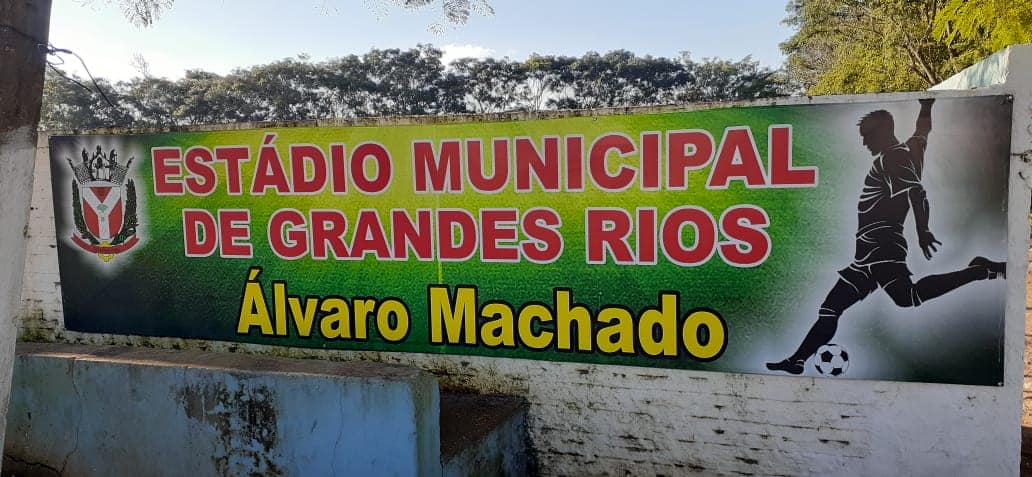 ESTÁDIO MUNICIPAL
DE GRANDES RIOS
Álvaro Machado